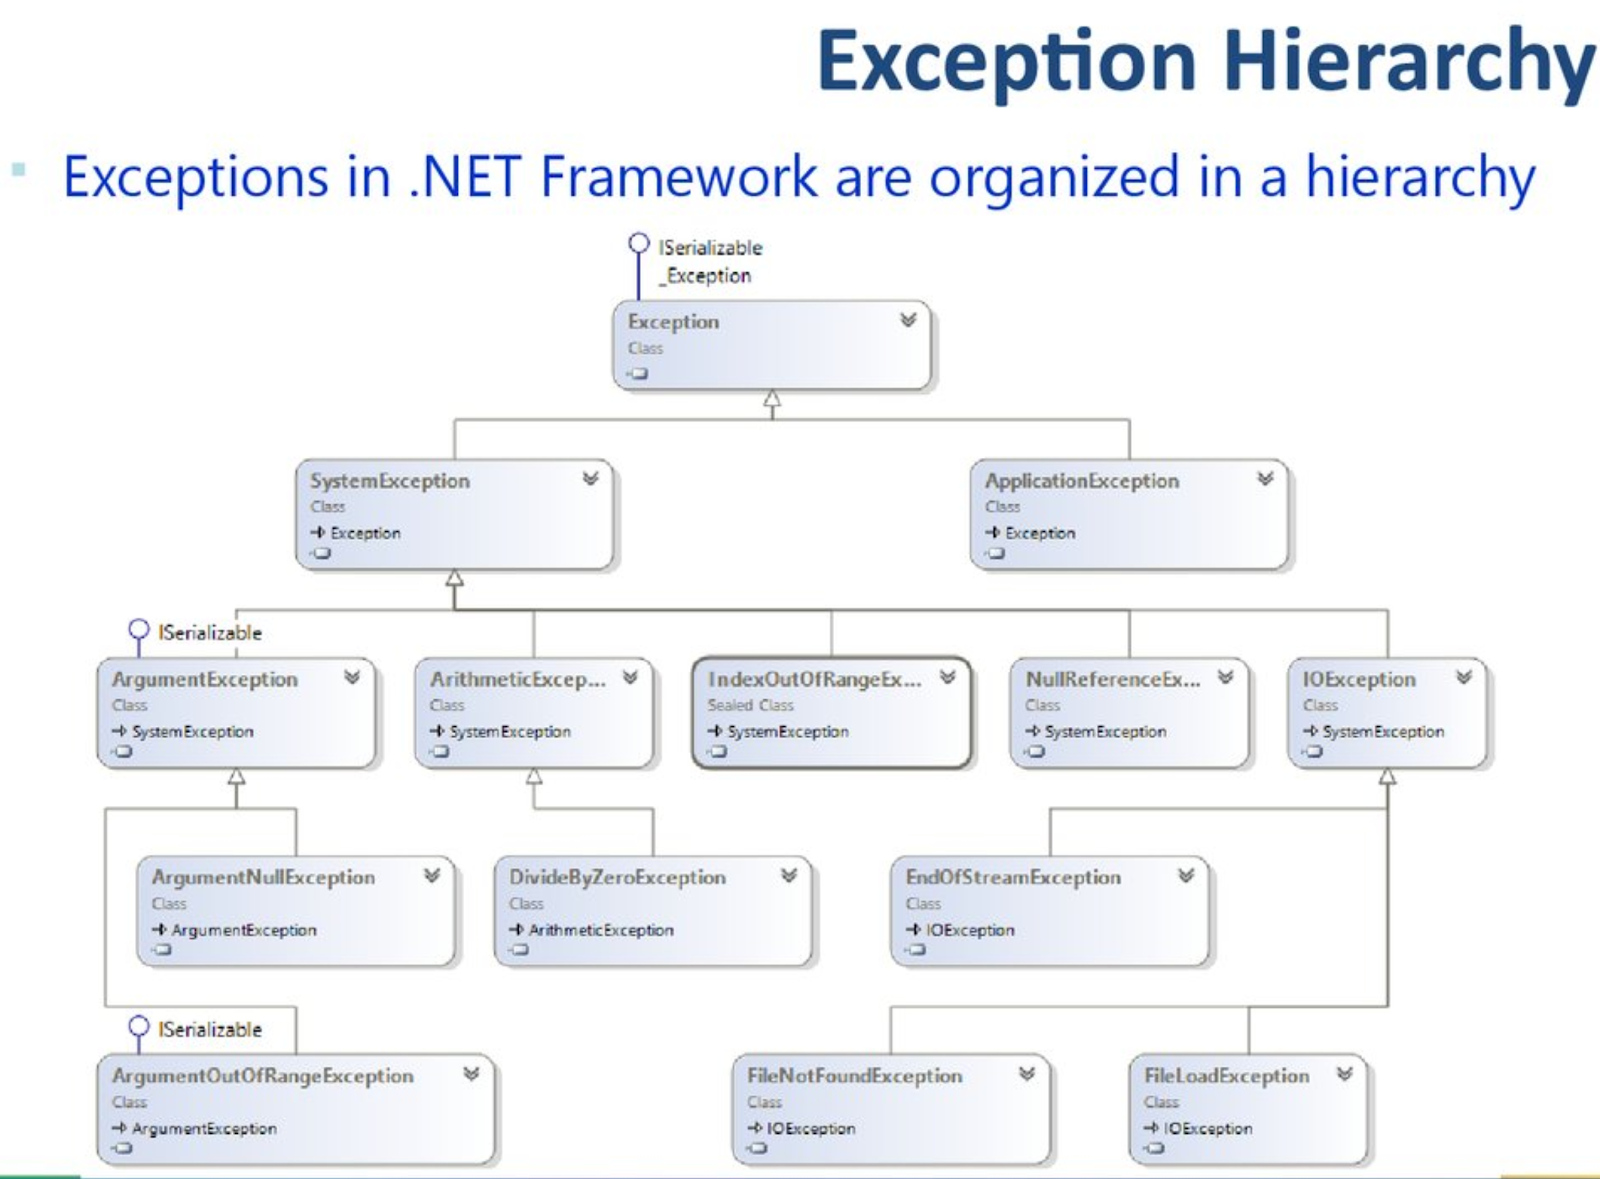 Exception Hierarchy
Exceptions in .NET Framework are organized in a hierarchy
ISerializable
_Exception
Exception
Class
SystemException
Class
Exception
ApplicationException
Class
Exception
ISerializable
ArgumentException
Class
SystemException
ArithmeticExcep...
Class
SystemException
IndexOutOfRangeEx...
Sealed Class
SystemException
NullReferenceEx...
Class
SystemException
IOException
Class
SystemException
ArgumentNullException
Class
ArgumentException
DivideByZeroException
Class
ArithmeticException
EndOfStreamException
Class
IOException
ISerializable
ArgumentOutOfRangeException
Class
ArgumentException
FileNotFoundException
Class
IOException
FileLoadException
Class
IOException